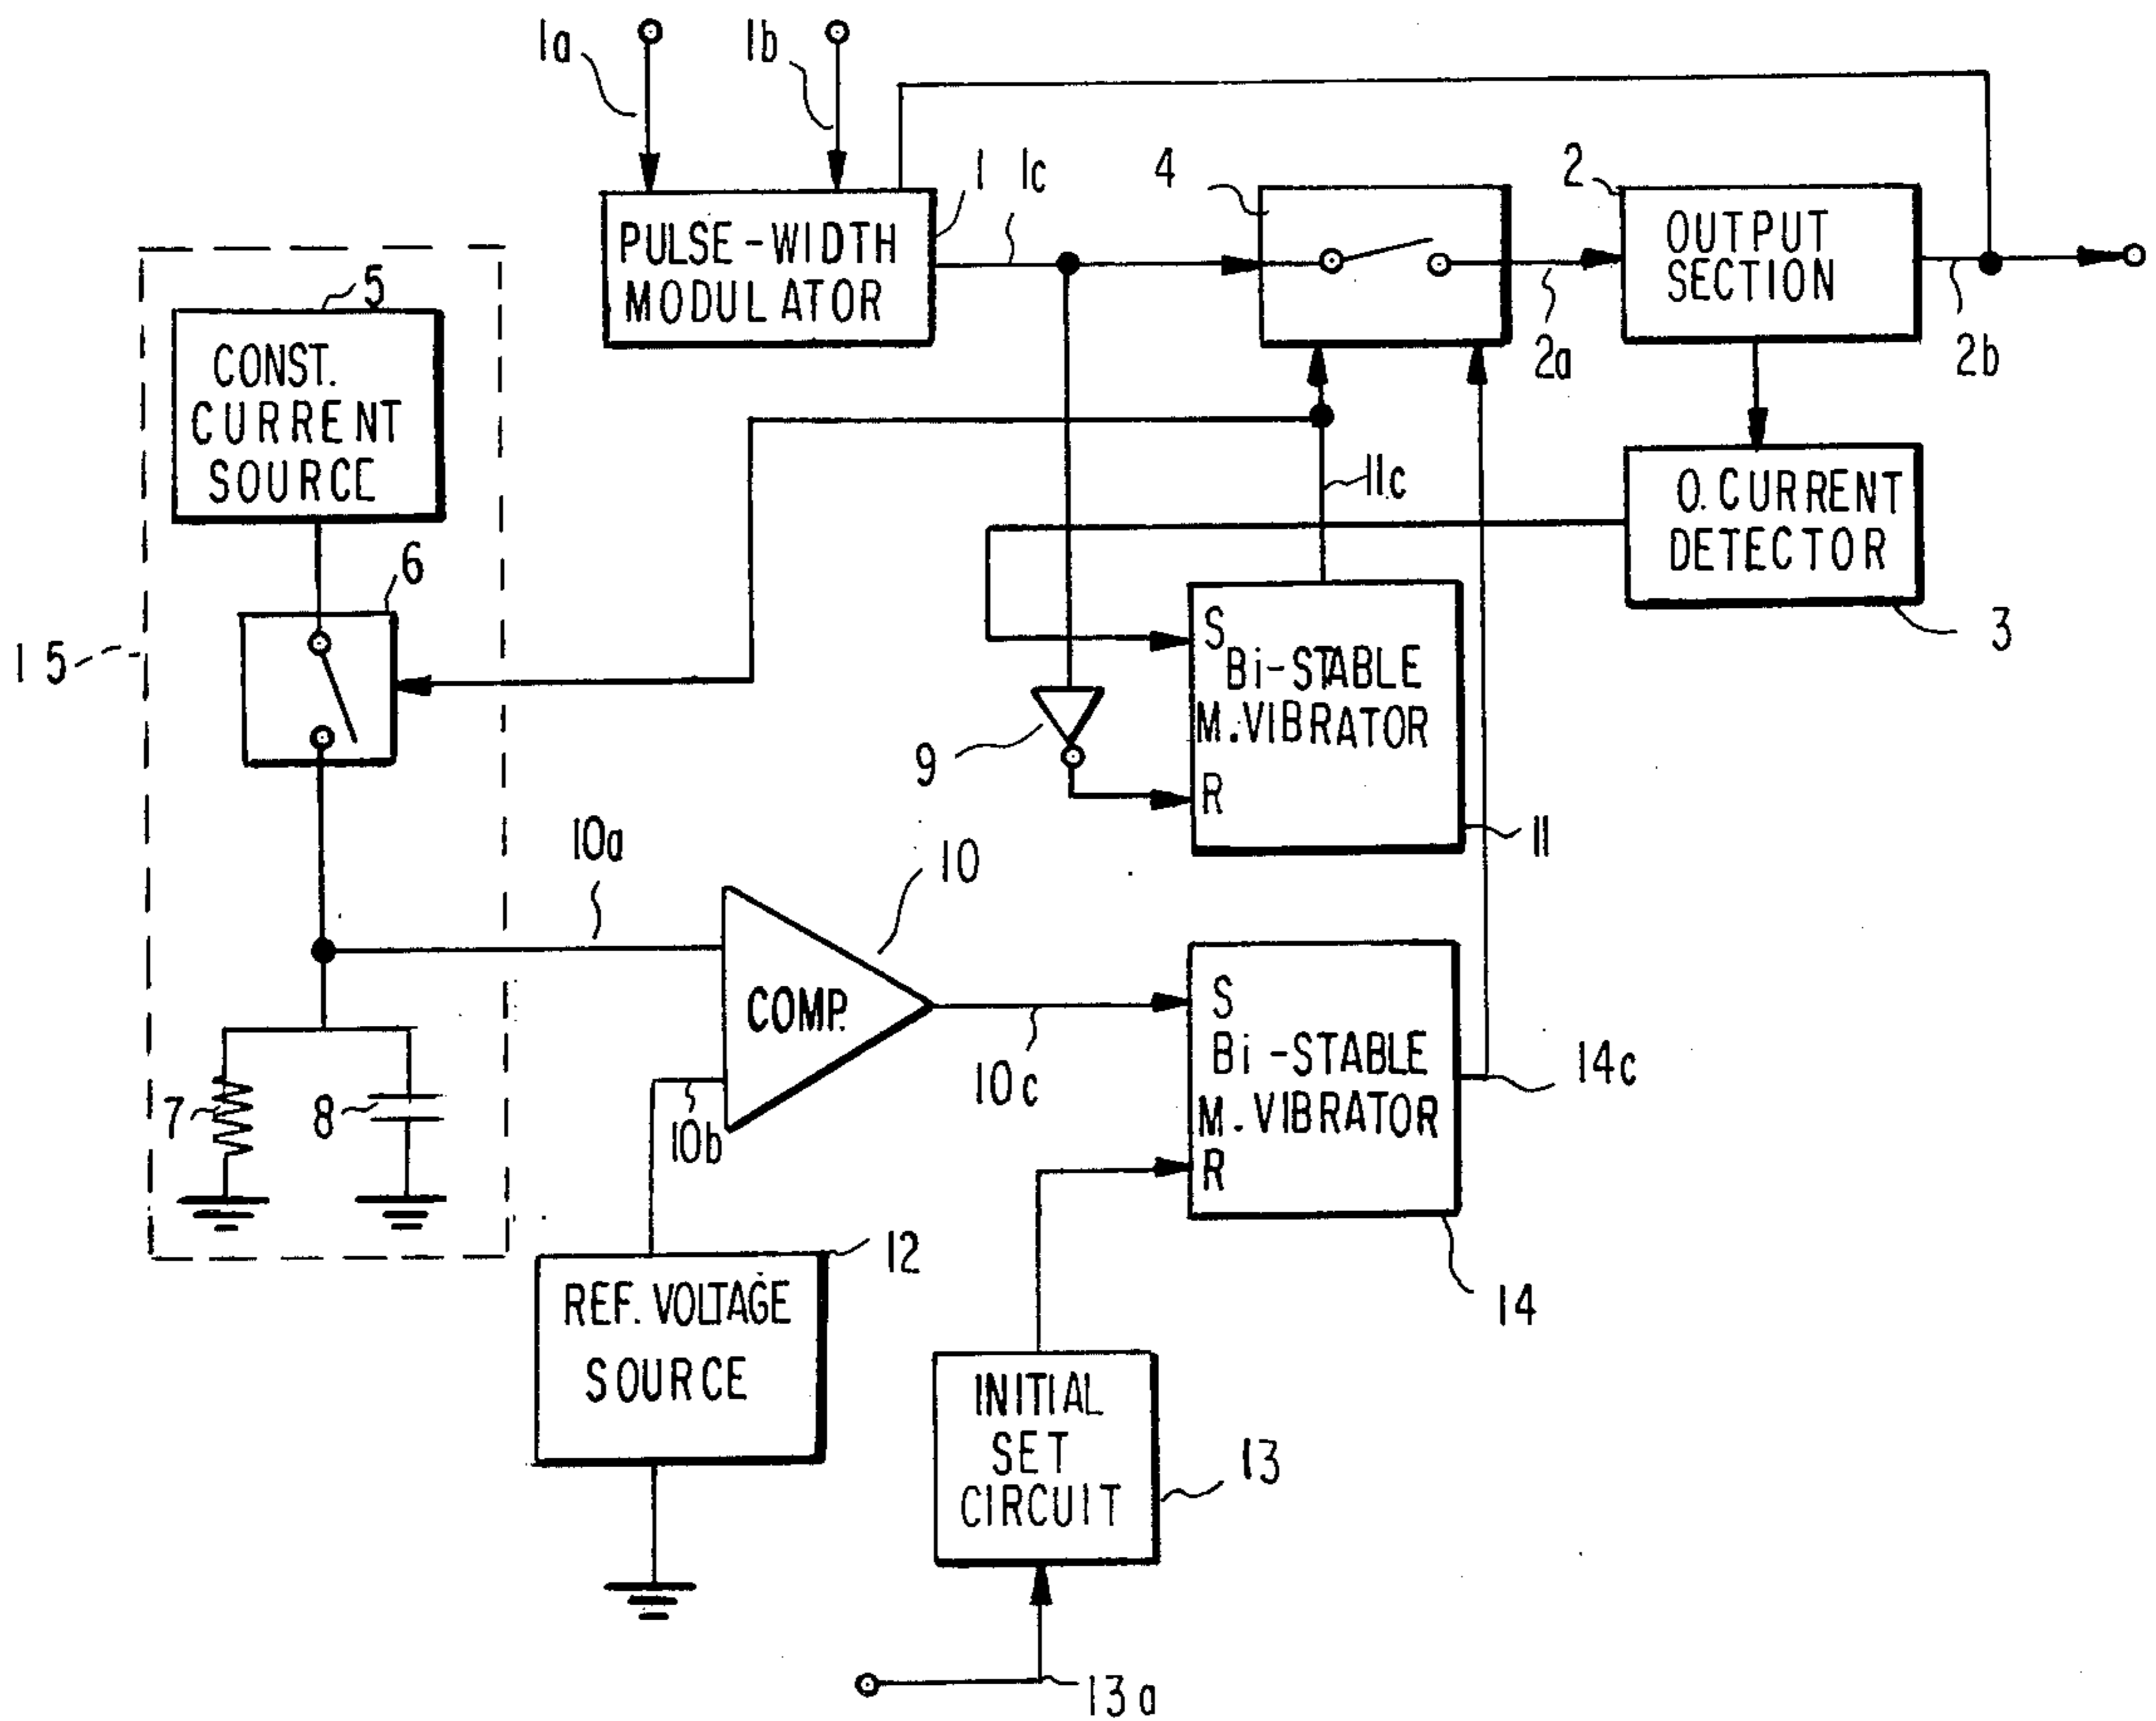 1a
1b
1
1c
4
2
PULSE-WIDTH
MODULATOR
OUTPUT
SECTION
2a
2b
5
CONST.
CURRENT
SOURCE
11c
O. CURRENT
DETECTOR
3
6
15
S
Bi-STABLE
M. VIBRATOR
R
9
11
10a
10
COMP.
10b
10c
S
Bi-STABLE
M. VIBRATOR
R
14c
14
7
8
12
REF. VOLTAGE
SOURCE
INITIAL
SET
CIRCUIT
13
13a